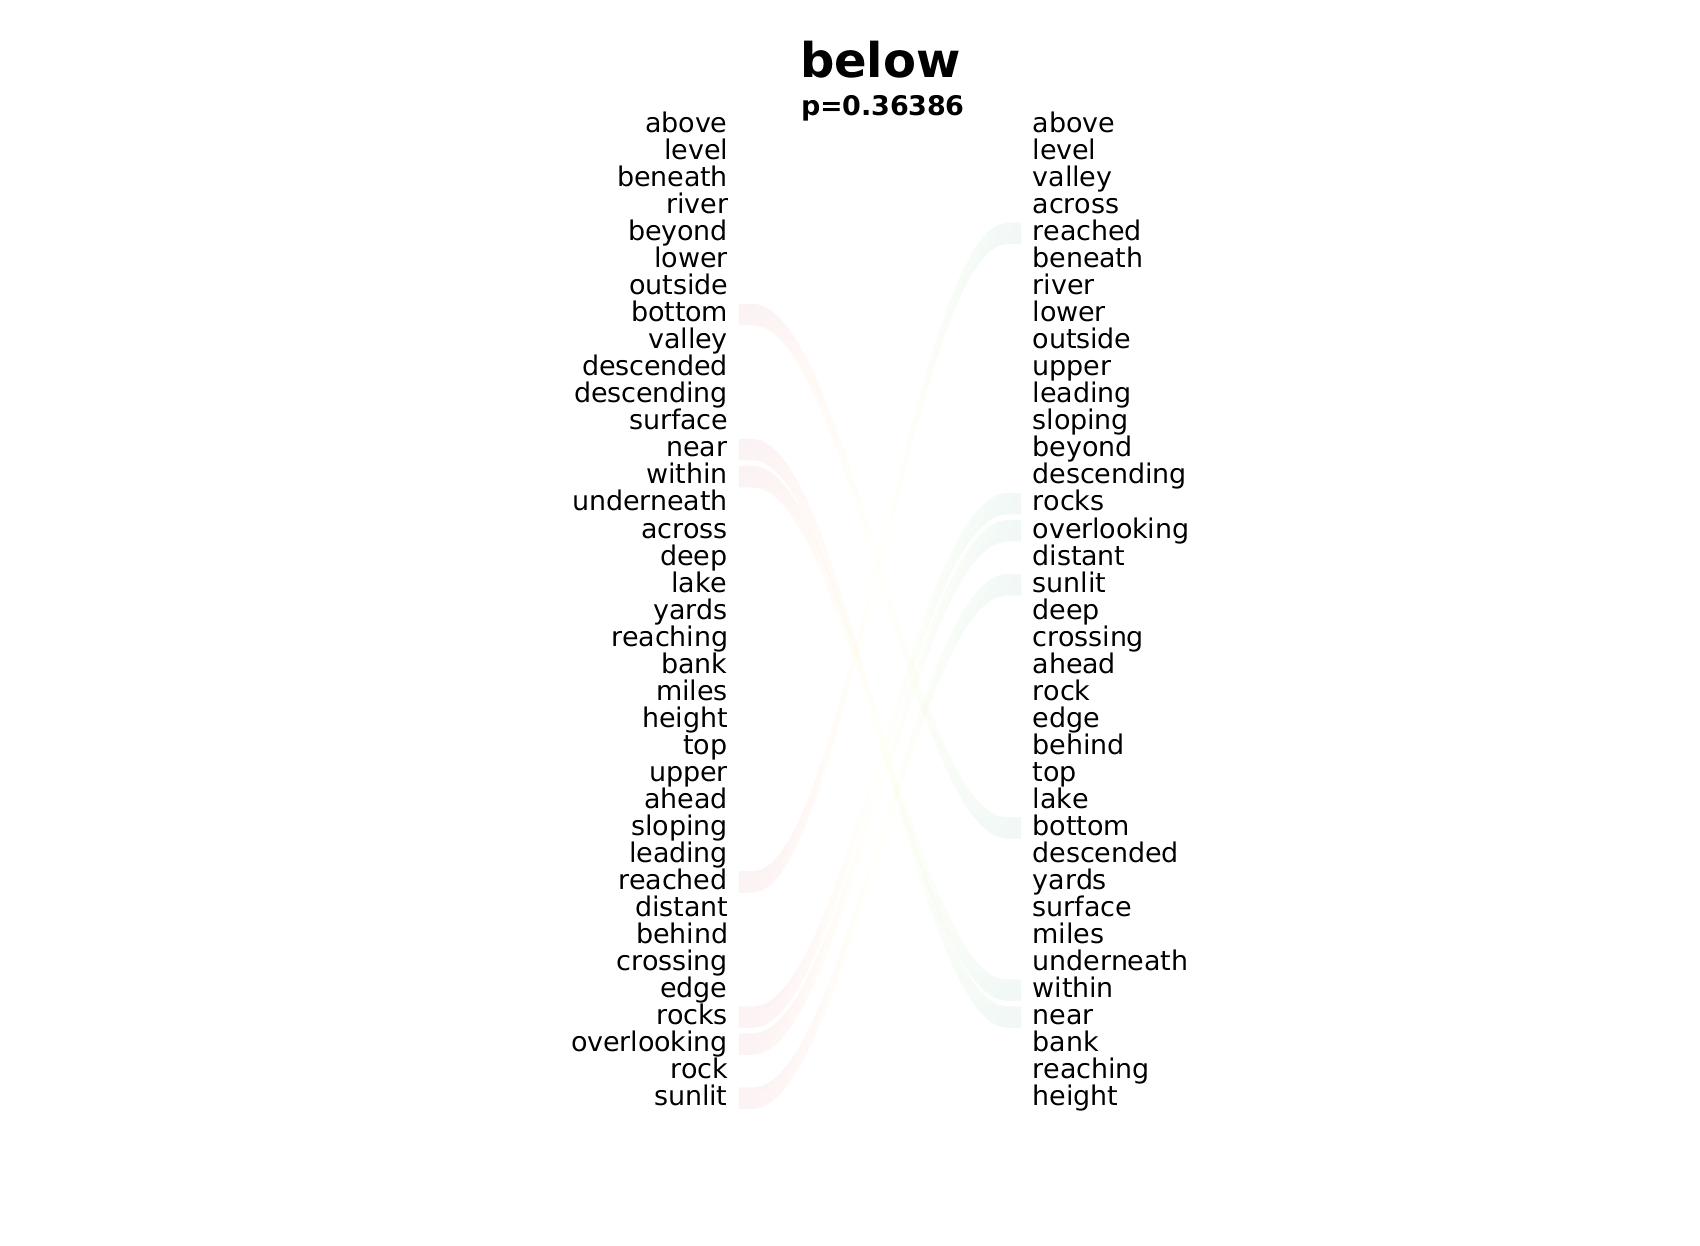 below
p=0.36386
above above
level level
beneath valley
river across
beyond reached
lower beneath
outside river
bottom lower
valley outside
descended upper
descending leading
surface sloping
near beyond
within descending
underneath rocks
across overlooking
deep distant
lake sunlit
yards deep
reaching crossing
bank ahead
miles rock
height edge
top behind
upper top
ahead lake
sloping bottom
leading descended
reached yards
distant surface
behind miles
crossing underneath
edge within
rocks near
overlooking bank
rock reaching
sunlit height